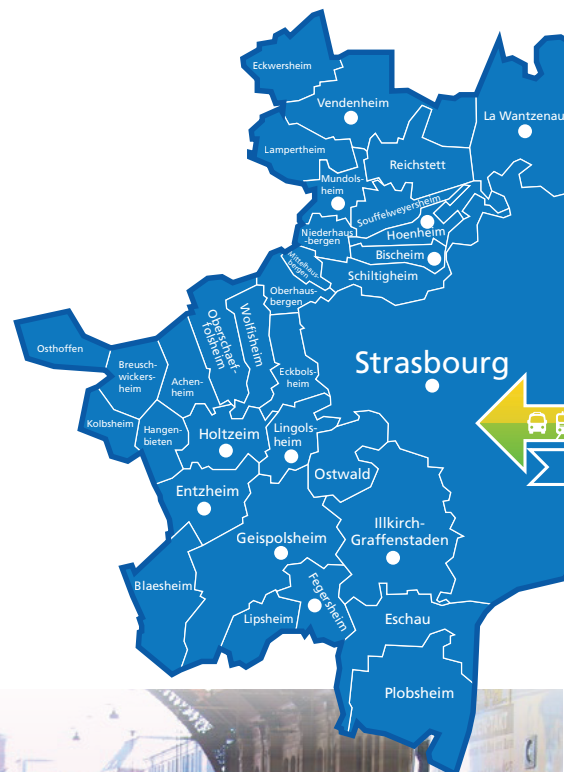 Eckwersheim
Vendenheim
La Wantzenau
Lampertheim
Reichstett
Mundols-
heim
Souffelweyersheim
Niederhaus
-bergen
Hoenheim
Mittelhaus-
bergen
Bischeim
Schiltigheim
Oberhaus-
bergen
Oberschaef-
folsheim
Wolfisheim
Osthoffen
Breusch-
wickers-
heim
Achen-
heim
Eckbols-
heim
Strasbourg
Kolbsheim
Hangen-
bieten
Holtzeim
Lingols-
heim
Ostwald
Entzheim
Illkirch-
Graffenstaden
Geispolsheim
Blaesheim
Fegersheim
Lipsheim
Eschau
Plobsheim